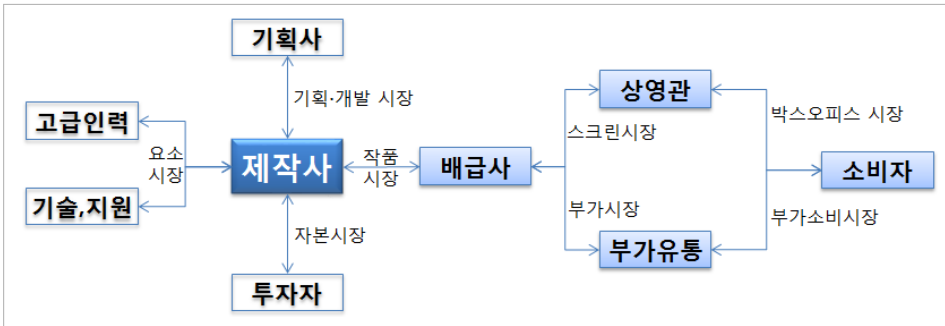 기획사
기획·개발 시장
고급인력
요소
시장
기술,지원
제작사
작품
시장
자본시장
투자자
배급사
스크린시장
부가시장
상영관
부가유통
박스오피스 시장
부가소비시장
소비자